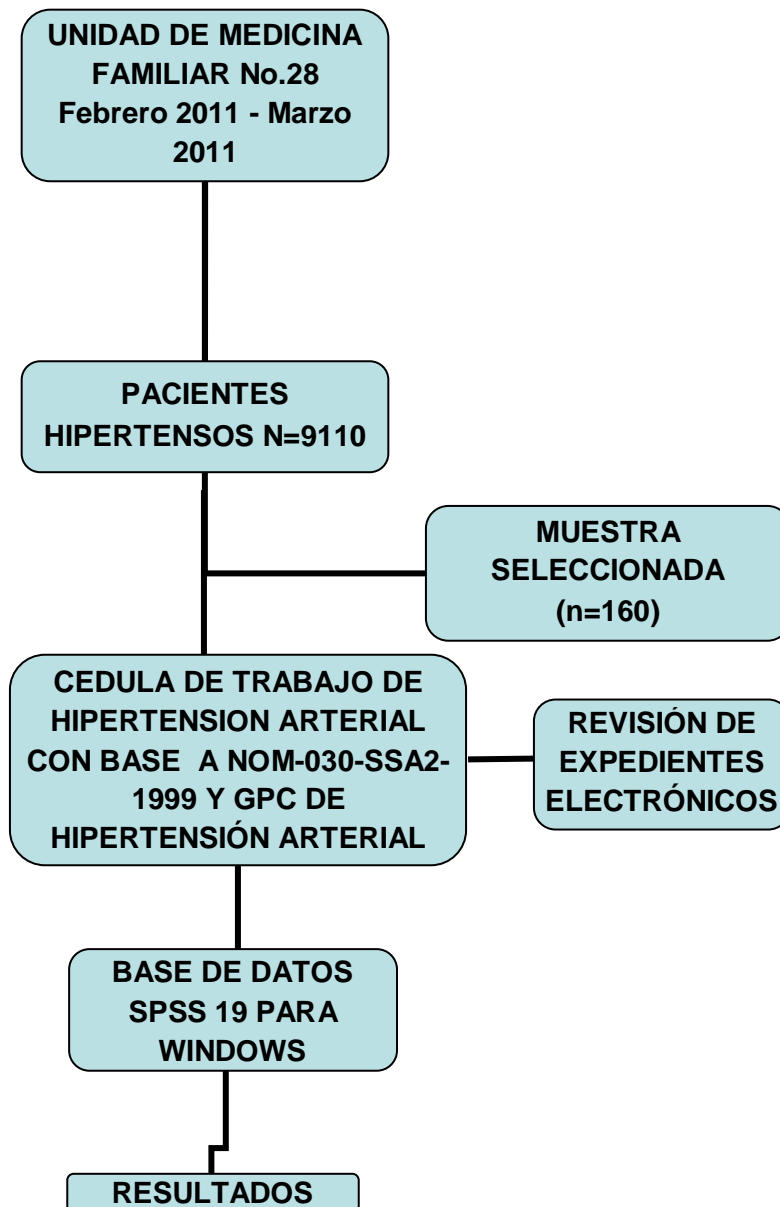 UNIDAD DE MEDICINA
FAMILIAR No.28
Febrero 2011 - Marzo
2011
PACIENTES
HIPERTENSOS N=9110
MUESTRA
SELECCIONADA
(n=160)
CEDULA DE TRABAJO DE
HIPERTENSION ARTERIAL
CON BASE A NOM-030-SSA2-
1999 Y GPC DE
HIPERTENSIÓN ARTERIAL
REVISIÓN DE
EXPEDIENTES
ELECTRÓNICOS
BASE DE DATOS
SPSS 19 PARA
WINDOWS
RESULTADOS